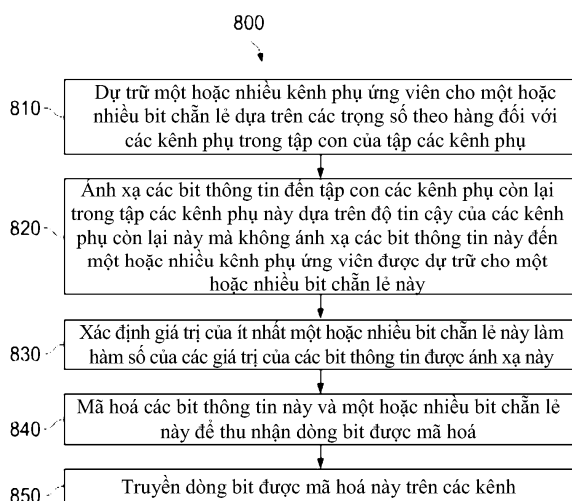 800
810
Dự trữ một hoặc nhiều kênh phụ ứng viên cho một hoặc
nhiều bit chẵn lẻ dựa trên các trọng số theo hàng đối với
các kênh phụ trong tập con của tập các kênh phụ
820
Ánh xạ các bit thông tin đến tập con các kênh phụ còn lại
trong tập các kênh phụ này dựa trên độ tin cậy của các kênh
phụ còn lại này mà không ánh xạ các bit thông tin này đến
một hoặc nhiều kênh phụ ứng viên được dự trữ cho một
hoặc nhiều bit chẵn lẻ này
830
Xác định giá trị của ít nhất một hoặc nhiều bit chẵn lẻ này làm
hàm số của các giá trị của các bit thông tin được ánh xạ này
840
Mã hoá các bit thông tin này và một hoặc nhiều bit chẵn lẻ
này để thu nhận dòng bit được mã hoá
850
Truyền dòng bit được mã hoá này trên các kênh